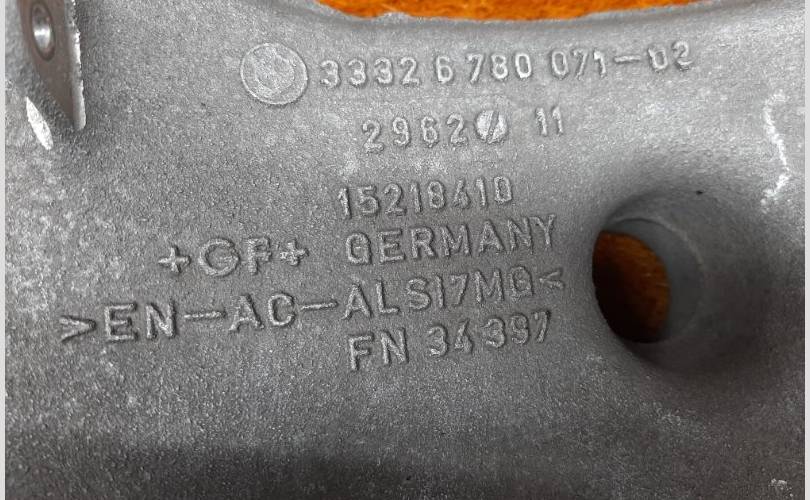 3332 6 780 071-02
2962 11
15218410
+GF+ GERMANY
>EN-AC-ALSI7MG<
FN 34397